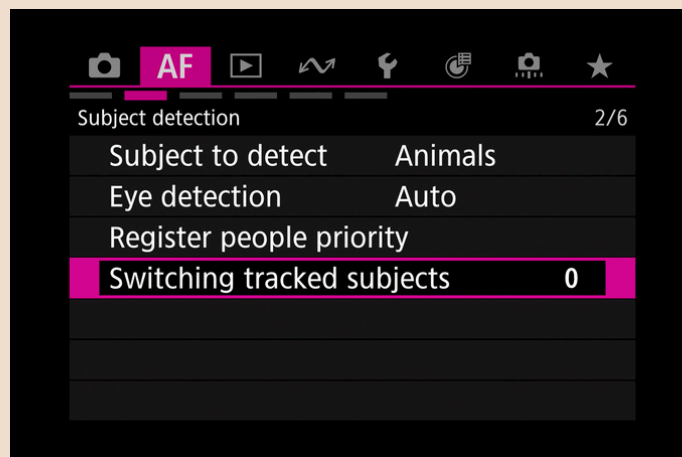 AF
Subject detection 2/6
Subject to detect Animals
Eye detection Auto
Register people priority
Switching tracked subjects 0